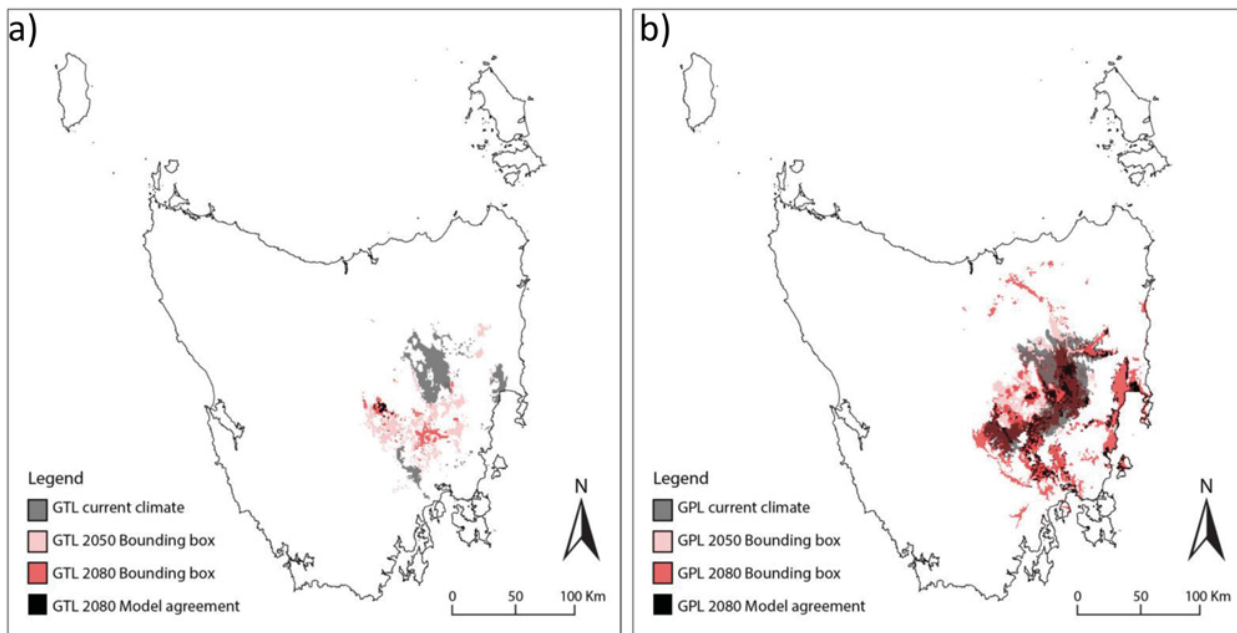 a)
N
Legend
GTL current climate
GTL 2050 Bounding box
GTL 2080 Bounding box
GTL 2080 Model agreement
0 50 100 Km
b)
N
Legend
GPL current climate
GPL 2050 Bounding box
GPL 2080 Bounding box
GPL 2080 Model agreement
0 50 100 Km